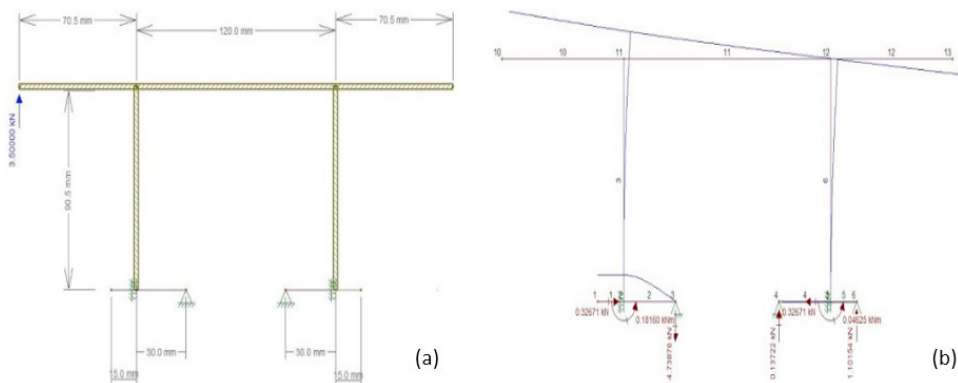 70.5 mm
120.0 mm
70.5 mm
3.50000 kN
90.5 mm
30.0 mm
30.0 mm
15.0 mm
15.0 mm
(a)
10
10
11
11
12
12
13
3
6
1
1
2
2
3
4
4
5
5
6
0.32671 kN
0.18160 kNm
4.73876 kN
0.13722 kN
0.32671 kN
0.04625 kNm
1.10154 kN
(b)